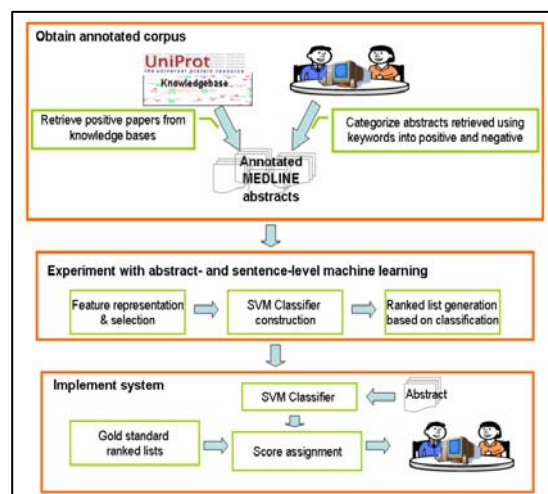 Obtain annotated corpus
UniProt
the universal protein resource
Knowledgebase
Retrieve positive papers from
knowledge bases
Categorize abstracts retrieved using
keywords into positive and negative
Annotated
MEDLINE
abstracts
Experiment with abstract- and sentence-level machine learning
Feature representation
& selection
SVM Classifier
construction
Ranked list generation
based on classification
Implement system
SVM Classifier
Abstract
Gold standard
ranked lists
Score assignment